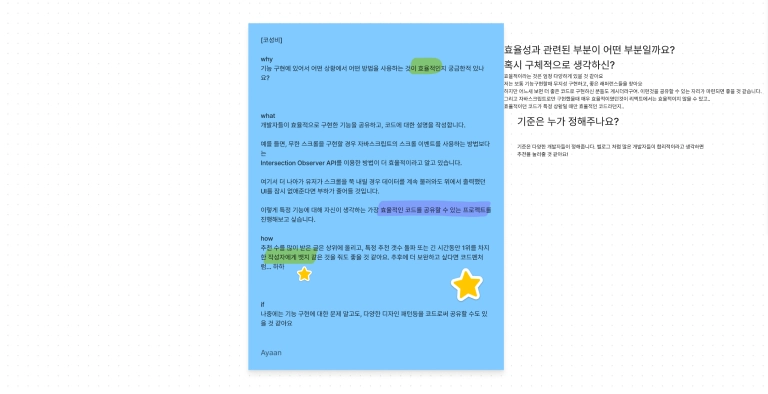 [코성비]
why
기능 구현에 있어서 어떤 상황에서 어떤 방법을 사용하는 것이 효율적인지 궁금한적 있나
요?
what
개발자들이 효율적으로 구현한 기능을 공유하고, 코드에 대한 설명을 작성합니다.
예를 들면, 무한 스크롤을 구현할 경우 자바스크립트의 스크롤 이벤트를 사용하는 방법보다
는
Intersection Observer API를 이용한 방법이 더 효율적이라고 알고 있습니다.
여기서 더 나아가 유저가 스크롤을 쭉 내릴 경우 데이터를 계속 불러와도 위에서 출력했던
UI를 잠시 없애준다면 부하가 줄어들 것입니다.
이렇게 특정 기능에 대해 자신이 생각하는 가장 효율적인 코드를 공유할 수 있는 프로젝트를
진행해보고 싶습니다.
how
추천 수를 많이 받은 글은 상위에 올리고, 특정 추천 갯수 돌파 또는 긴 시간동안 1위를 차지
한 작성자에게 뱃지 같은 것을 줘도 좋을 것 같아요. 추후에 더 보완하고 싶다면 코드펜처
럼... 하하
if
나중에는 기능 구현에 대한 문제 말고도, 다양한 디자인 패턴들을 코드로써 공유할 수도 있
을 것 같아요
Ayaan
효율성과 관련된 부분이 어떤 부분일까요?
혹시 구체적으로 생각하신?
효율적이라는 것은 엄청 다양하게 있을 것 같아요
저는 보통 기능구현할때 무작정 구현하고, 좋은 레퍼런스들을 찾아요
하지만 어느새 보면 더 좋은 코드로 구현하신 분들도 계시더라구여, 이런것을 공유할 수 있는 자리가 마련되면 좋을 것 같습니다.
그리고 자바스크립트로만 구현했을때 매우 효율적이였던것이 리액트에서는 효율적이지 않을 수 있고..
효율적이란 코드가 특정 상황일 때만 효율적인 코드라던지..
기준은 누가 정해주나요?
기준은 다양한 개발자들이 정해줍니다. 벨로그 처럼 많은 개발자들이 합리적이라고 생각하면
추천을 눌러줄 것 같아요!